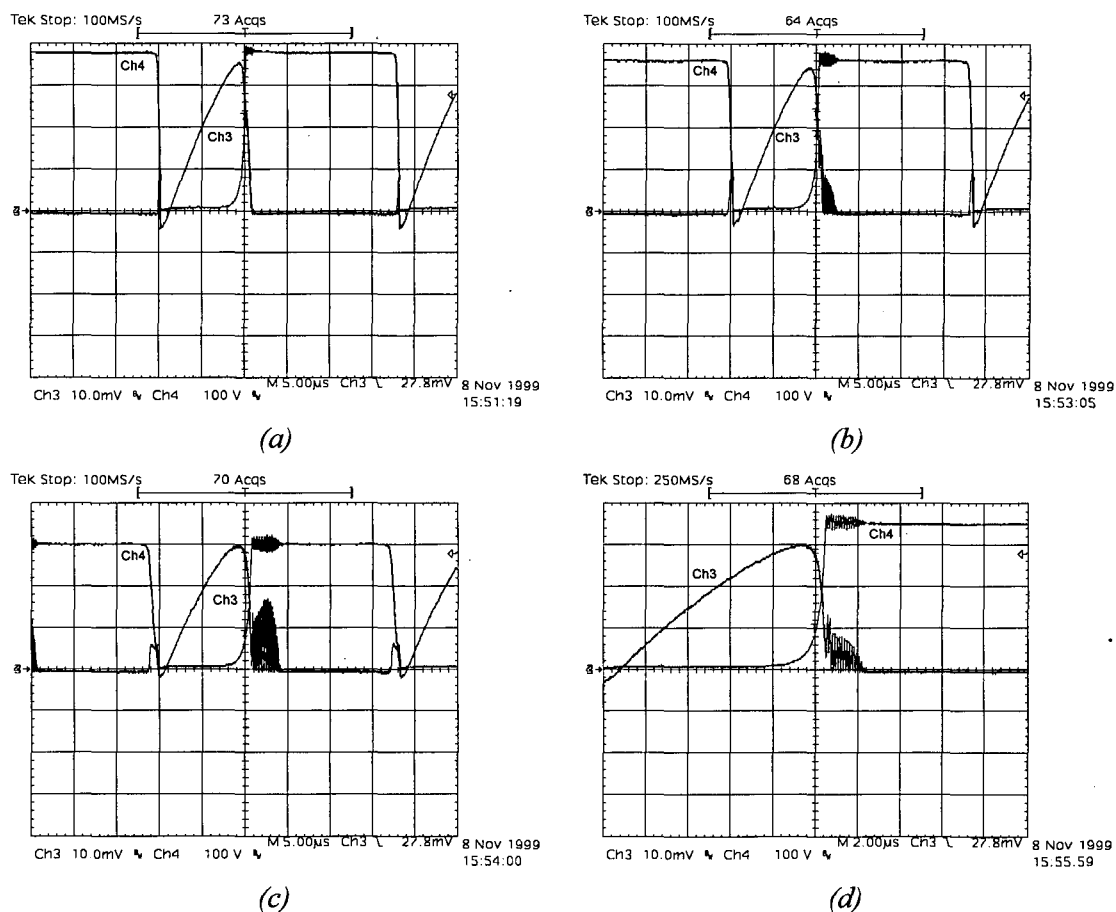 Tek Stop: 100MS/s 73 Acqs
Ch4
Ch3
M 5.00µs Ch3 27.8mV
Ch3 10.0mV Ch4 100 V
8 Nov 1999
15:51:19
(a)
Tek Stop: 100MS/s 64 Acqs
Ch4
Ch3
M 5.00µs Ch3 27.8mV
Ch3 10.0mV Ch4 100 V
8 Nov 1999
15:53:05
(b)
Tek Stop: 100MS/s 70 Acqs
Ch4
Ch3
M 5.00µs Ch3 27.8mV
Ch3 10.0mV Ch4 100 V
8 Nov 1999
15:54:00
(c)
Tek Stop: 250MS/s 68 Acqs
Ch4
Ch3
M 2.00µs Ch3 27.8mV
Ch3 10.0mV Ch4 100 V
8 Nov 1999
15:55:59
(d)